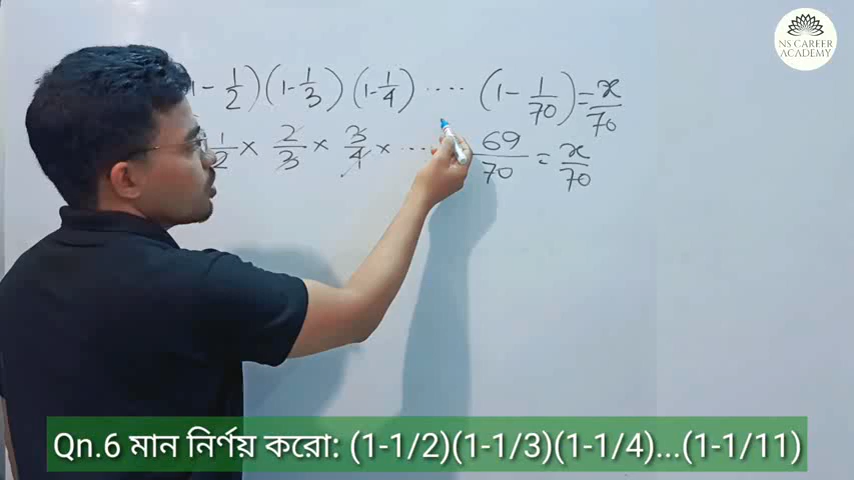 NS CAREER
ACADEMY
- 1/2)(1-1/3)(1-1/4) .... (1- 1/70) = x/70
1/2 × 2/3 × 3/4 × ... 69/70 = x/70
Qn.6 মান নির্ণয় করো: (1-1/2)(1-1/3)(1-1/4)...(1-1/11)